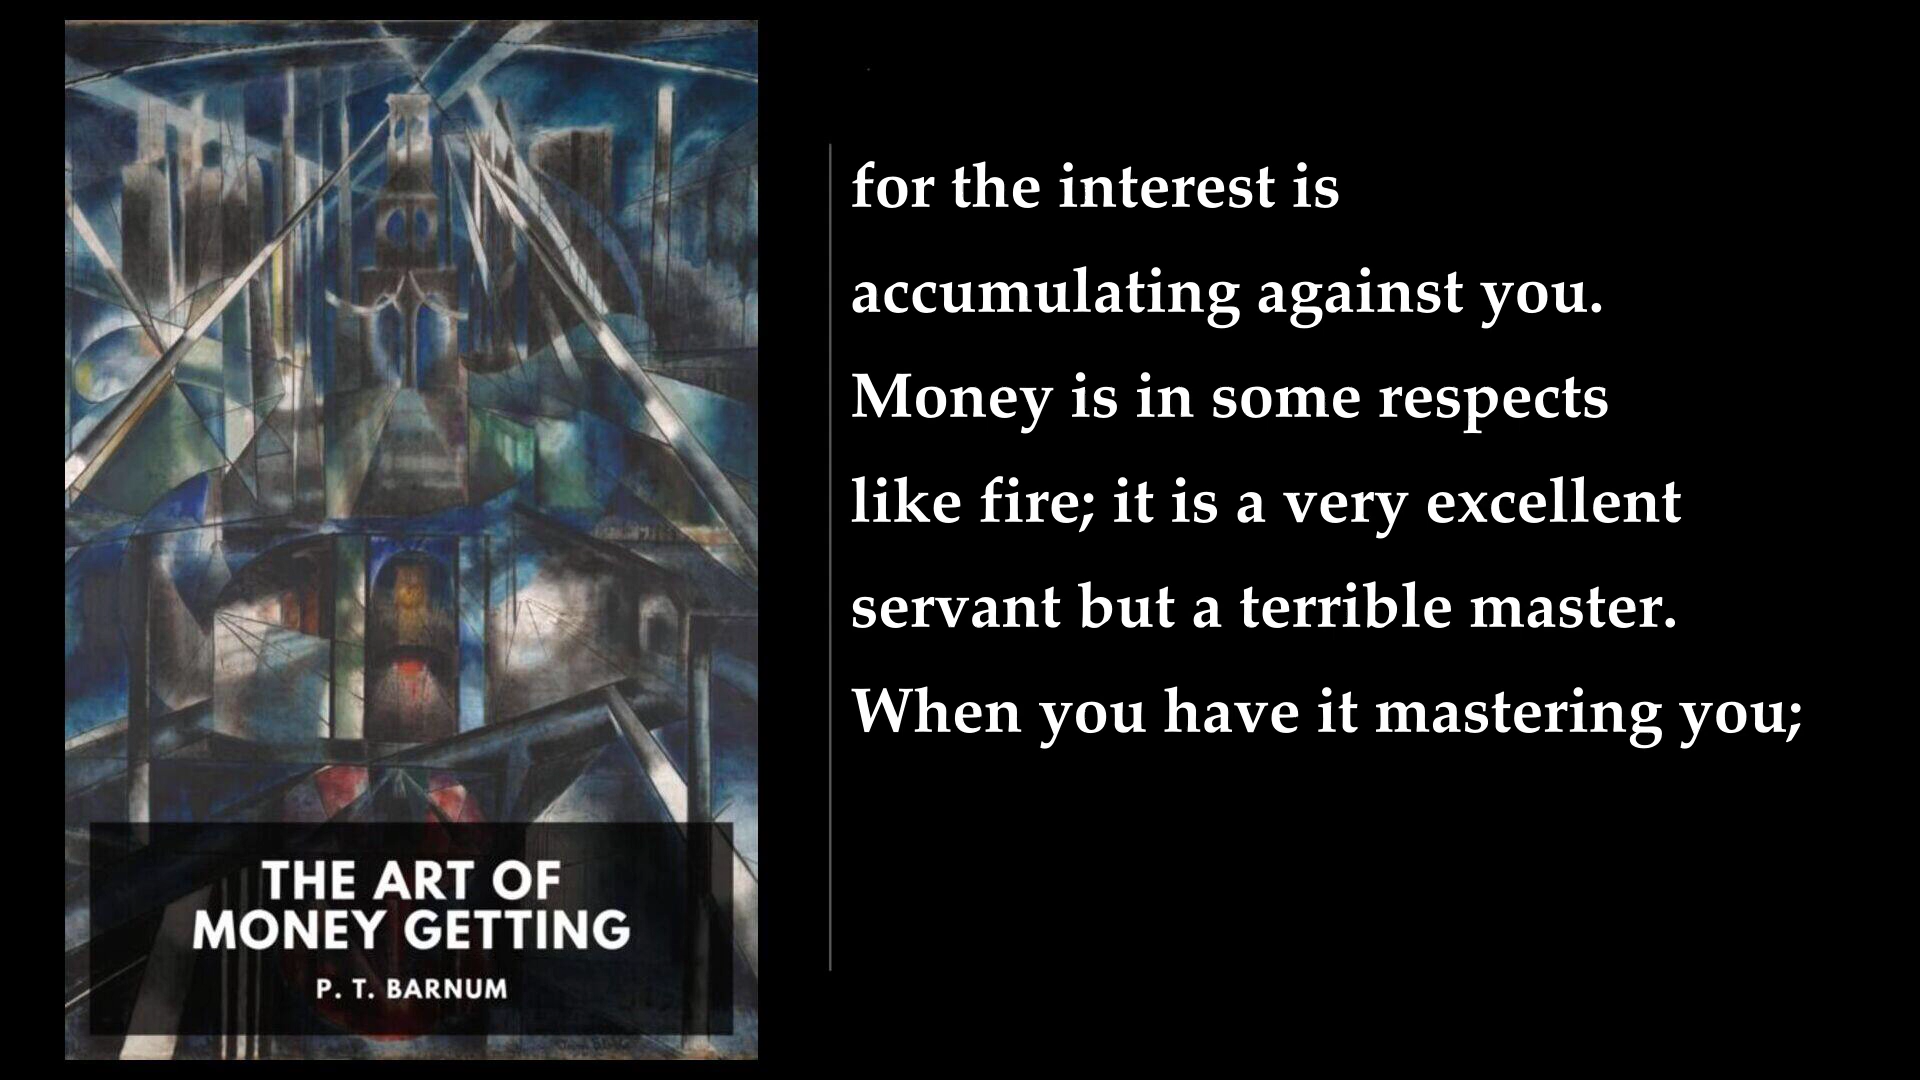 THE ART OF
MONEY GETTING
P. T. BARNUM
for the interest is
accumulating against you.
Money is in some respects
like fire; it is a very excellent
servant but a terrible master.
When you have it mastering you;